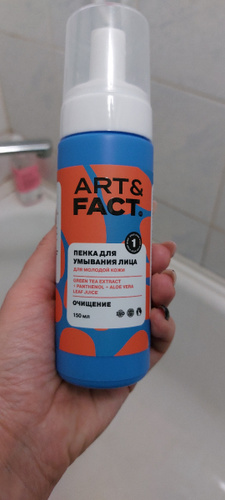 ART&
FACT.
ПЕНКА ДЛЯ
УМЫВАНИЯ ЛИЦА
ДЛЯ МОЛОДОЙ КОЖИ
1
GREEN TEA EXTRACT
+ PANTHENOL + ALOE VERA
LEAF JUICE
ОЧИЩЕНИЕ
150 МЛ